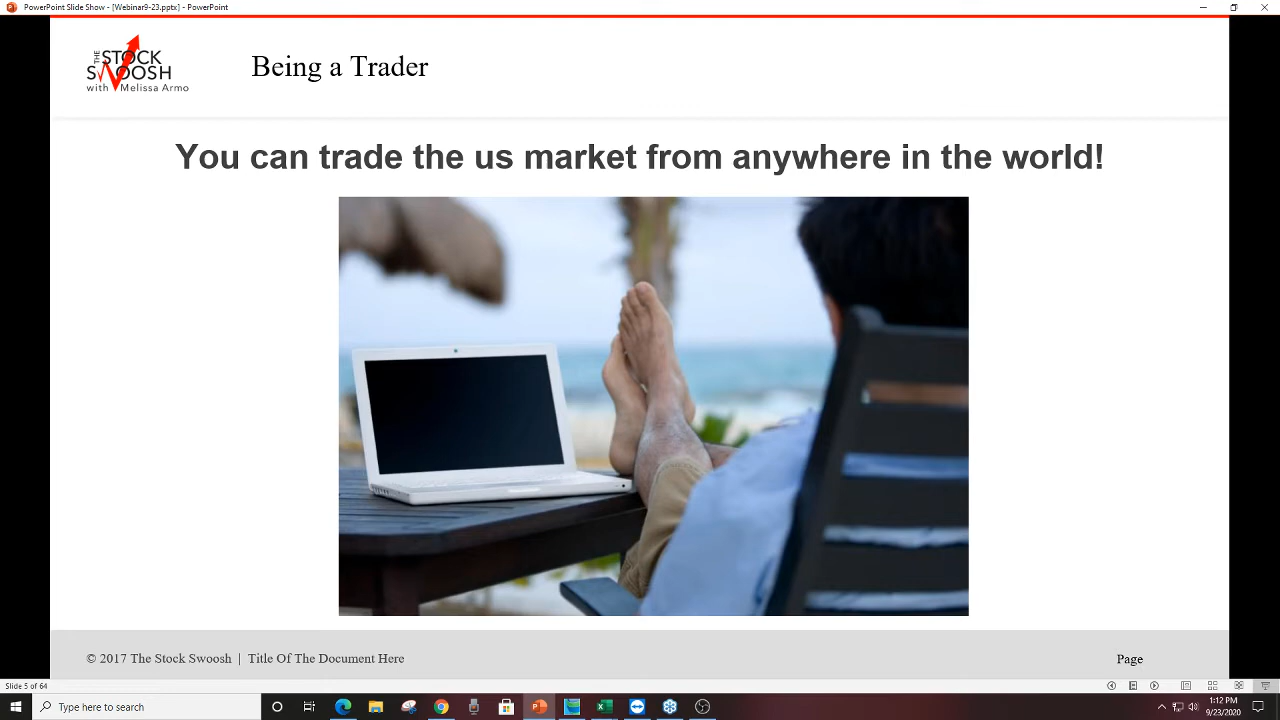 PowerPoint Slide Show - [Webinar9-23.pptx] - PowerPoint
THE
STOCK
SWOOSH
with Melissa Armo
Being a Trader
You can trade the us market from anywhere in the world!
© 2017 The Stock Swoosh | Title Of The Document Here
Page
Slide 5 of 64
Type here to search
1:12 PM
9/23/2020